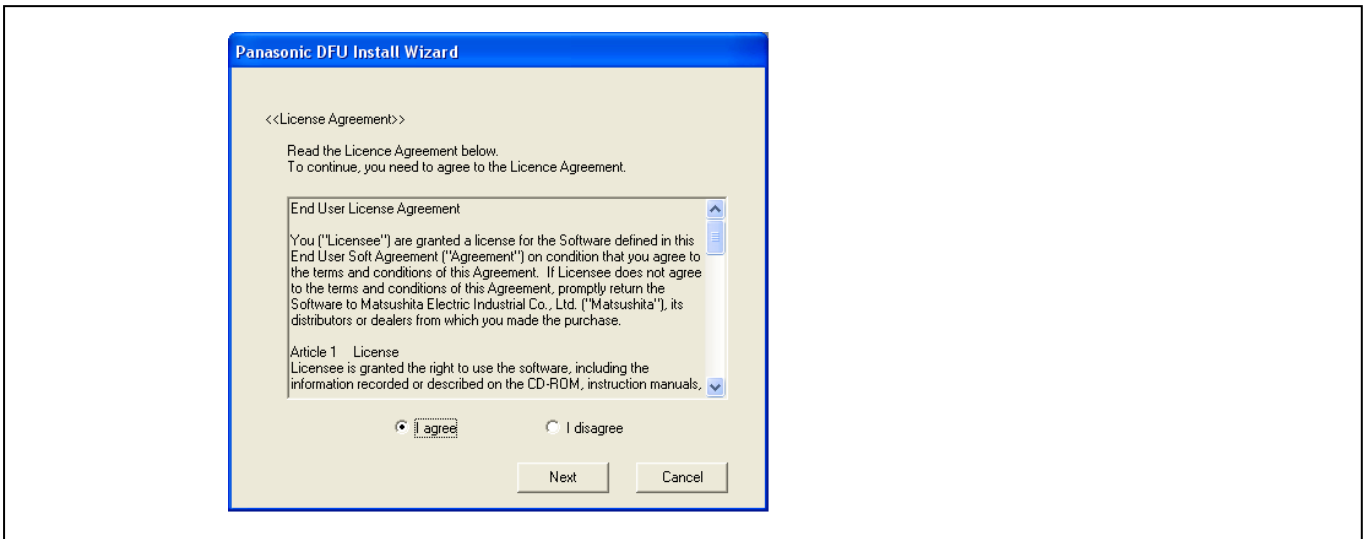 Panasonic DFU Install Wizard
<<License Agreement>>
Read the Licence Agreement below.
To continue, you need to agree to the Licence Agreement.
End User License Agreement
You ("Licensee") are granted a license for the Software defined in this
End User Soft Agreement ("Agreement") on condition that you agree to
the terms and conditions of this Agreement.  If Licensee does not agree
to the terms and conditions of this Agreement, promptly return the
Software to Matsushita Electric Industrial Co., Ltd. ("Matsushita"), its
distributors or dealers from which you made the purchase.
Article 1    License
Licensee is granted the right to use the software, including the
information recorded or described on the CD-ROM, instruction manuals,
I agree I disagree
Next Cancel